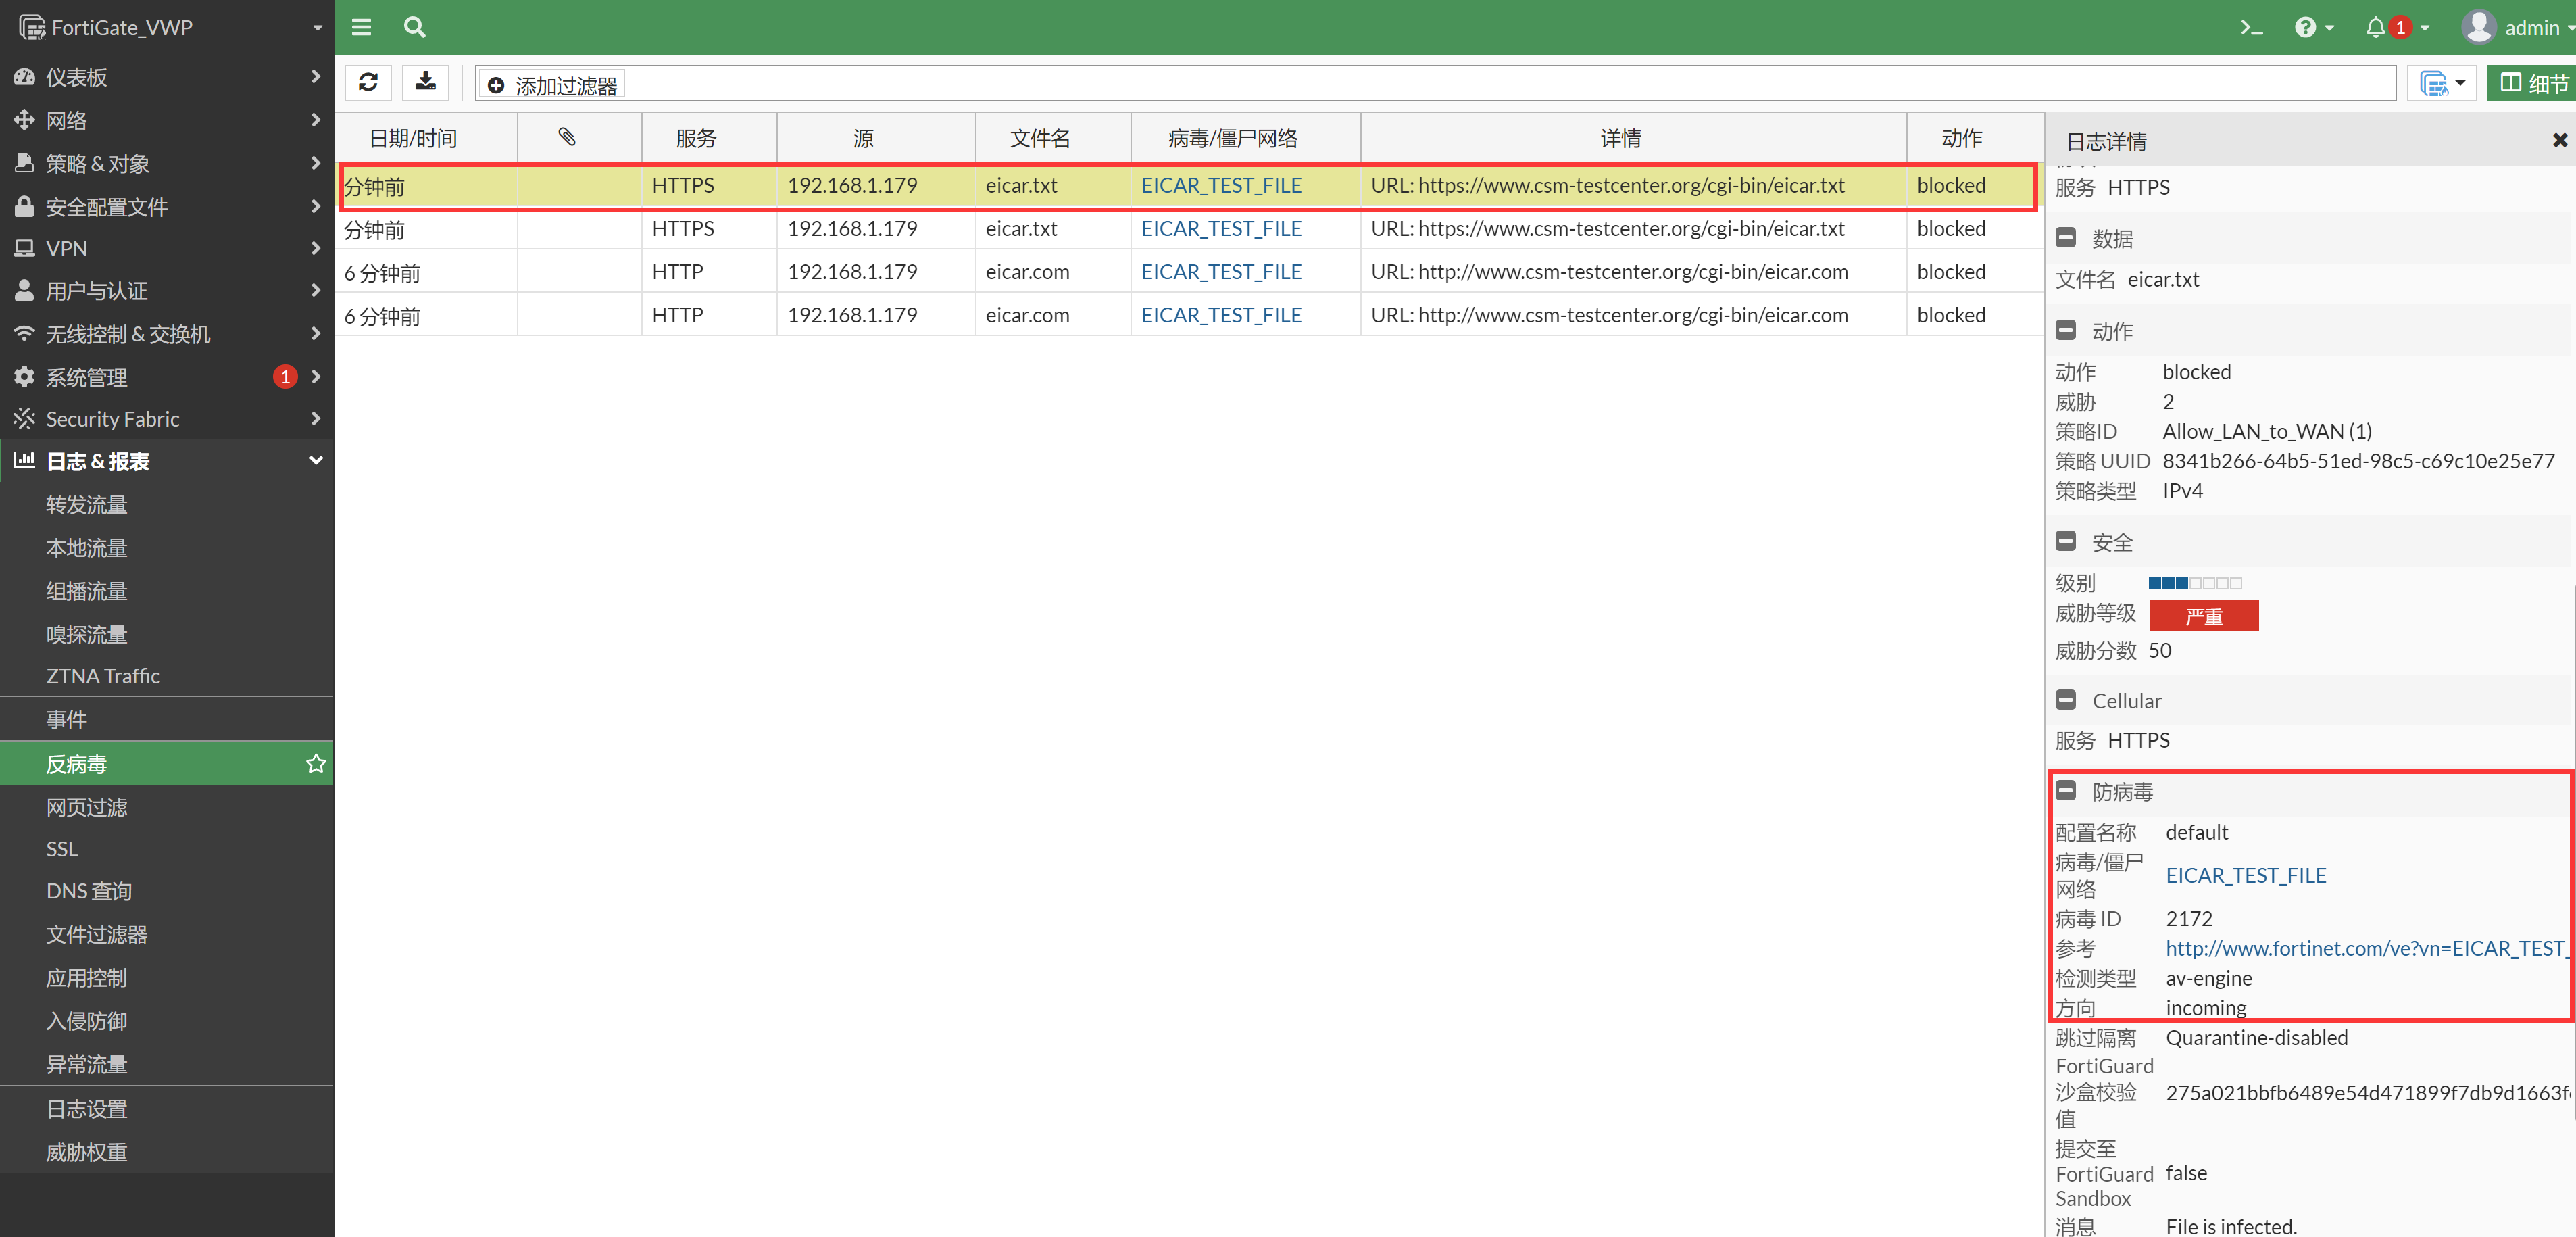 FortiGate_VWP
1
admin
仪表板
网络
策略 & 对象
安全配置文件
VPN
用户与认证
无线控制 & 交换机
系统管理
1
Security Fabric
日志 & 报表
转发流量
本地流量
组播流量
嗅探流量
ZTNA Traffic
事件
反病毒
网页过滤
SSL
DNS 查询
文件过滤器
应用控制
入侵防御
异常流量
日志设置
威胁权重
添加过滤器
细节
日期/时间 服务 源 文件名 病毒/僵尸网络 详情 动作
分钟前 HTTPS 192.168.1.179 eicar.txt EICAR_TEST_FILE URL: https://www.csm-testcenter.org/cgi-bin/eicar.txt blocked
分钟前 HTTPS 192.168.1.179 eicar.txt EICAR_TEST_FILE URL: https://www.csm-testcenter.org/cgi-bin/eicar.txt blocked
6 分钟前 HTTP 192.168.1.179 eicar.com EICAR_TEST_FILE URL: http://www.csm-testcenter.org/cgi-bin/eicar.com blocked
6 分钟前 HTTP 192.168.1.179 eicar.com EICAR_TEST_FILE URL: http://www.csm-testcenter.org/cgi-bin/eicar.com blocked
日志详情
服务 HTTPS
数据
文件名 eicar.txt
动作
动作 blocked
威胁 2
策略ID Allow_LAN_to_WAN (1)
策略 UUID 8341b266-64b5-51ed-98c5-c69c10e25e77
策略类型 IPv4
安全
级别
威胁等级 严重
威胁分数 50
Cellular
服务 HTTPS
防病毒
配置名称 default
病毒/僵尸
网络 EICAR_TEST_FILE
病毒 ID 2172
参考 http://www.fortinet.com/ve?vn=EICAR_TEST_
检测类型 av-engine
方向 incoming
跳过隔离 Quarantine-disabled
FortiGuard
沙盒校验 275a021bbfb6489e54d471899f7db9d1663f
值
提交至
FortiGuard false
Sandbox
消息 File is infected.